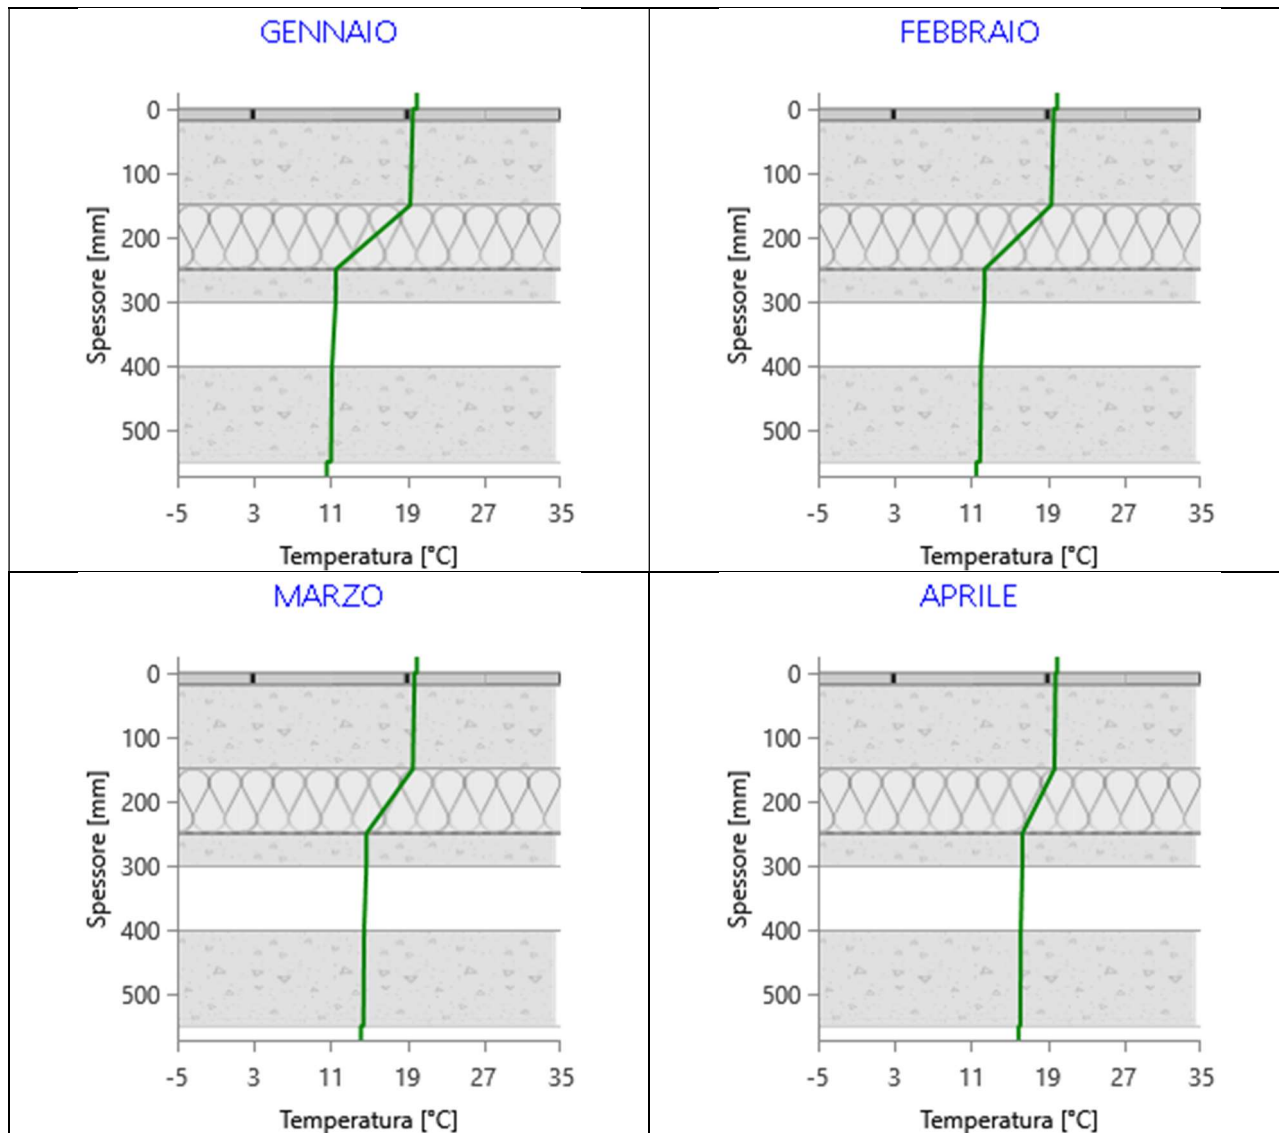 GENNAIO
0
100
200
300
400
500
Spessore [mm]
-5 3 11 19 27 35
Temperatura [°C]
FEBBRAIO
0
100
200
300
400
500
Spessore [mm]
-5 3 11 19 27 35
Temperatura [°C]
MARZO
0
100
200
300
400
500
Spessore [mm]
-5 3 11 19 27 35
Temperatura [°C]
APRILE
0
100
200
300
400
500
Spessore [mm]
-5 3 11 19 27 35
Temperatura [°C]